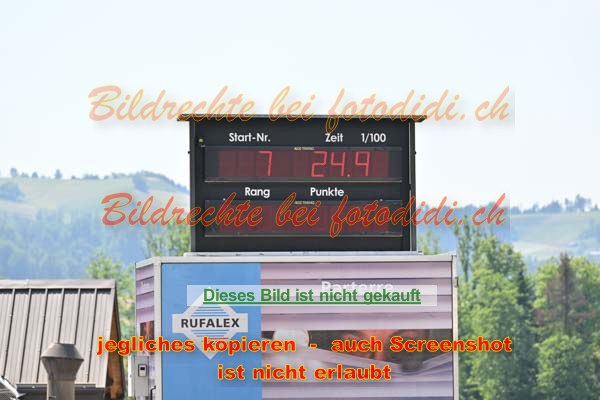 Bildrechte bei fotodidi.ch
Start-Nr. Zeit 1/100
7 24.9
Rang Punkte
Bildrechte bei fotodidi.ch
Parterre
Dieses Bild ist nicht gekauft
RUFALEX
jegliches kopieren - auch Screenshot
ist nicht erlaubt